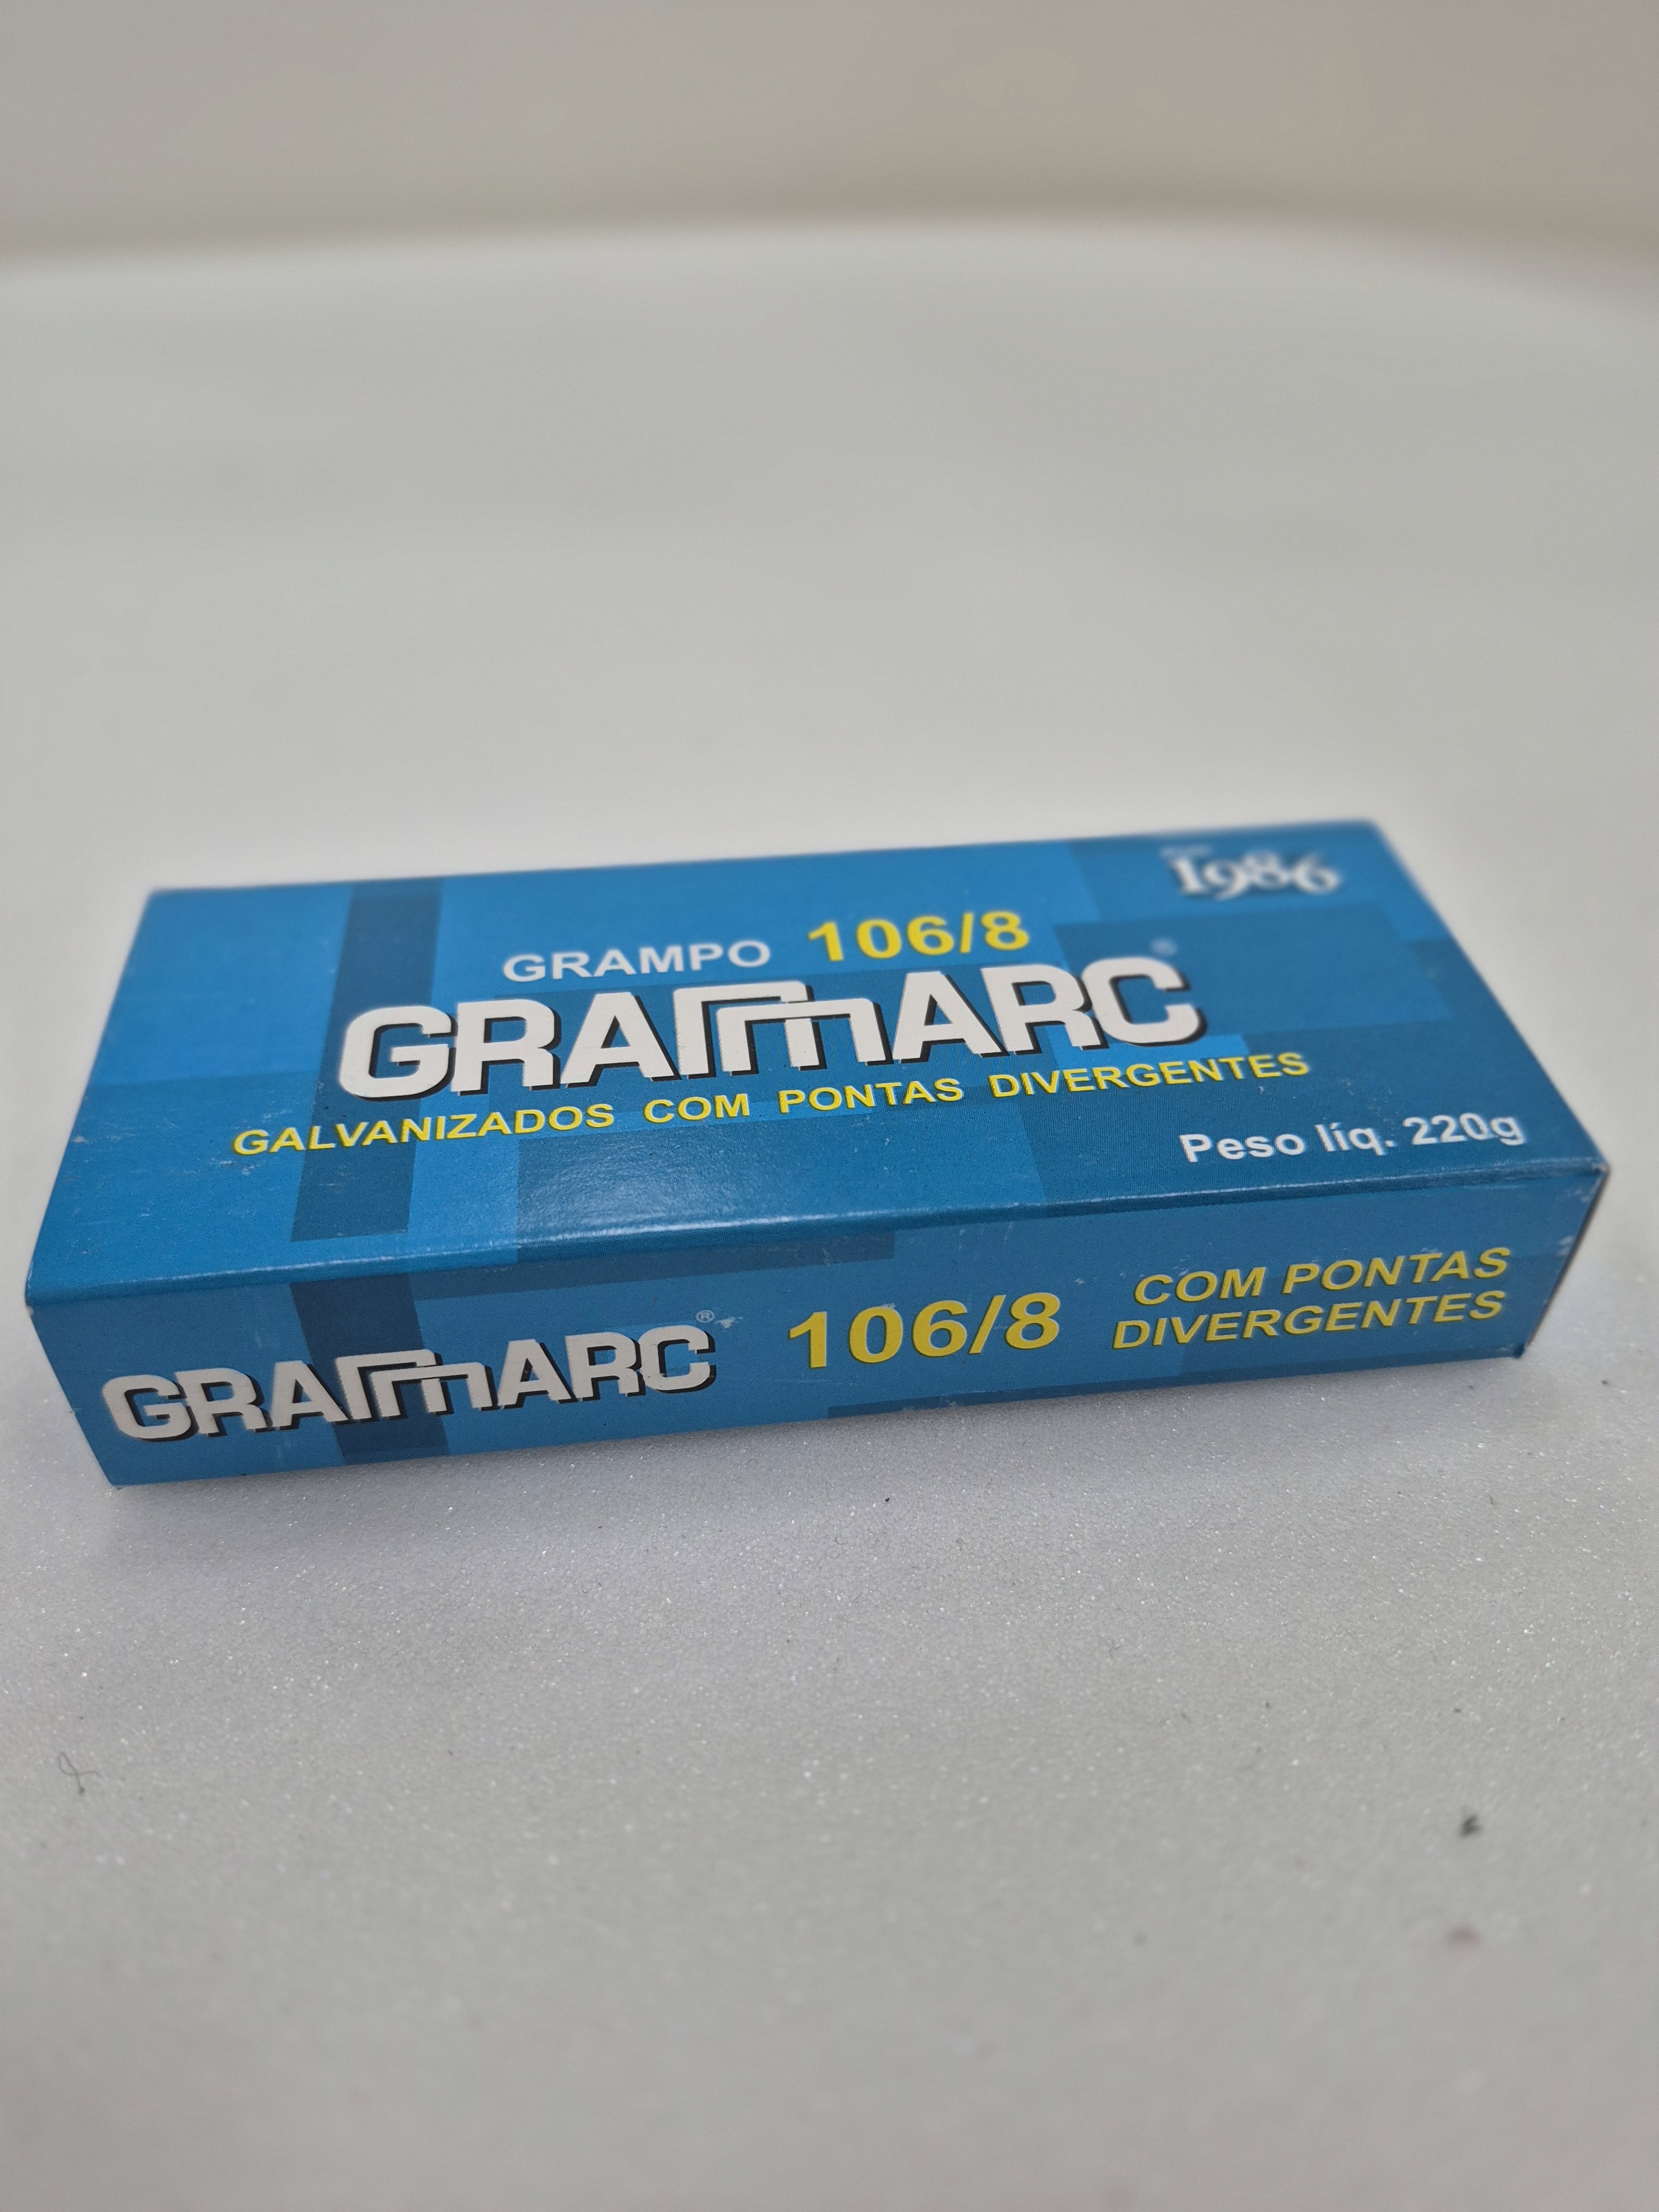 1986
GRAMPO 106/8
GRAMARC®
GALVANIZADOS COM PONTAS DIVERGENTES
Peso líq. 220g
GRAMARC®
106/8
COM PONTAS
DIVERGENTES